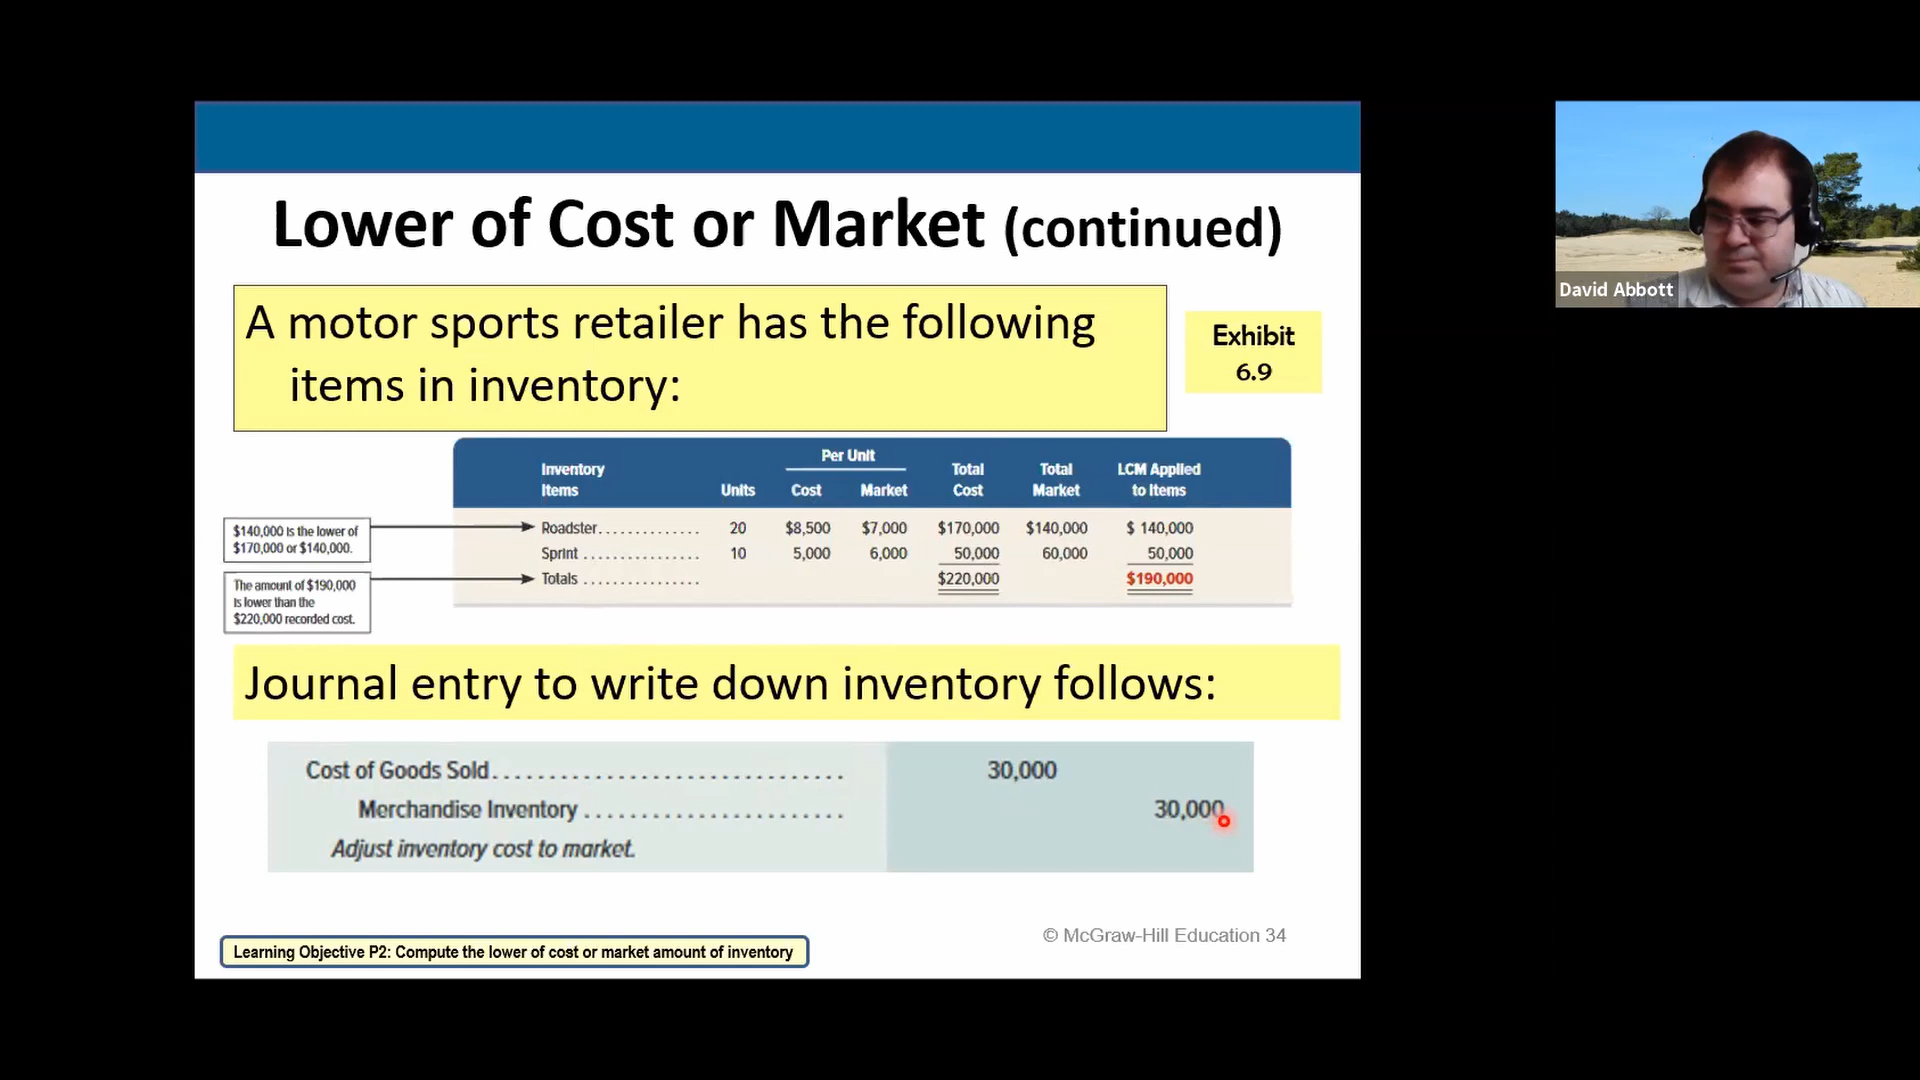 Lower of Cost or Market (continued)
A motor sports retailer has the following
items in inventory:
Exhibit
6.9
Per Unit
Inventory Total Total LCM Applied
Items Units Cost Market Cost Market to Items
$140,000 is the lower of
$170,000 or $140,000.
Roadster............. 20 $8,500 $7,000 $170,000 $140,000 $ 140,000
Sprint ............... 10 5,000 6,000 50,000 60,000 50,000
Totals ............... $220,000 $190,000
The amount of $190,000
is lower than the
$220,000 recorded cost.
Journal entry to write down inventory follows:
Cost of Goods Sold.............................. 30,000
Merchandise Inventory ...................... 30,000
Adjust inventory cost to market.
Learning Objective P2: Compute the lower of cost or market amount of inventory
© McGraw-Hill Education 34
David Abbott